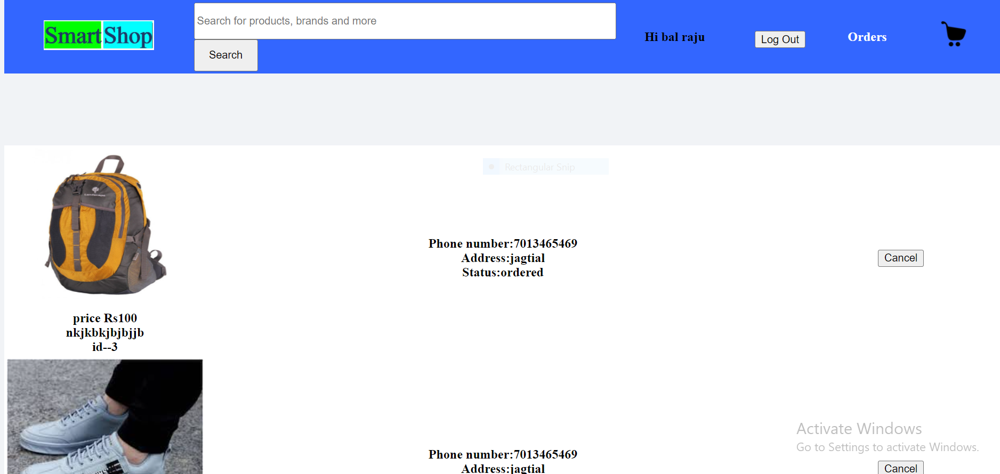 Smart Shop
Search for products, brands and more
Search
Hi bal raju
Log Out
Orders
Rectangular Snip
Phone number:7013465469
Address:jagtial
Status:ordered
Cancel
price Rs100
nkjkbkjbjbjjb
id--3
Phone number:7013465469
Address:jagtial
Cancel
Activate Windows
Go to Settings to activate Windows.